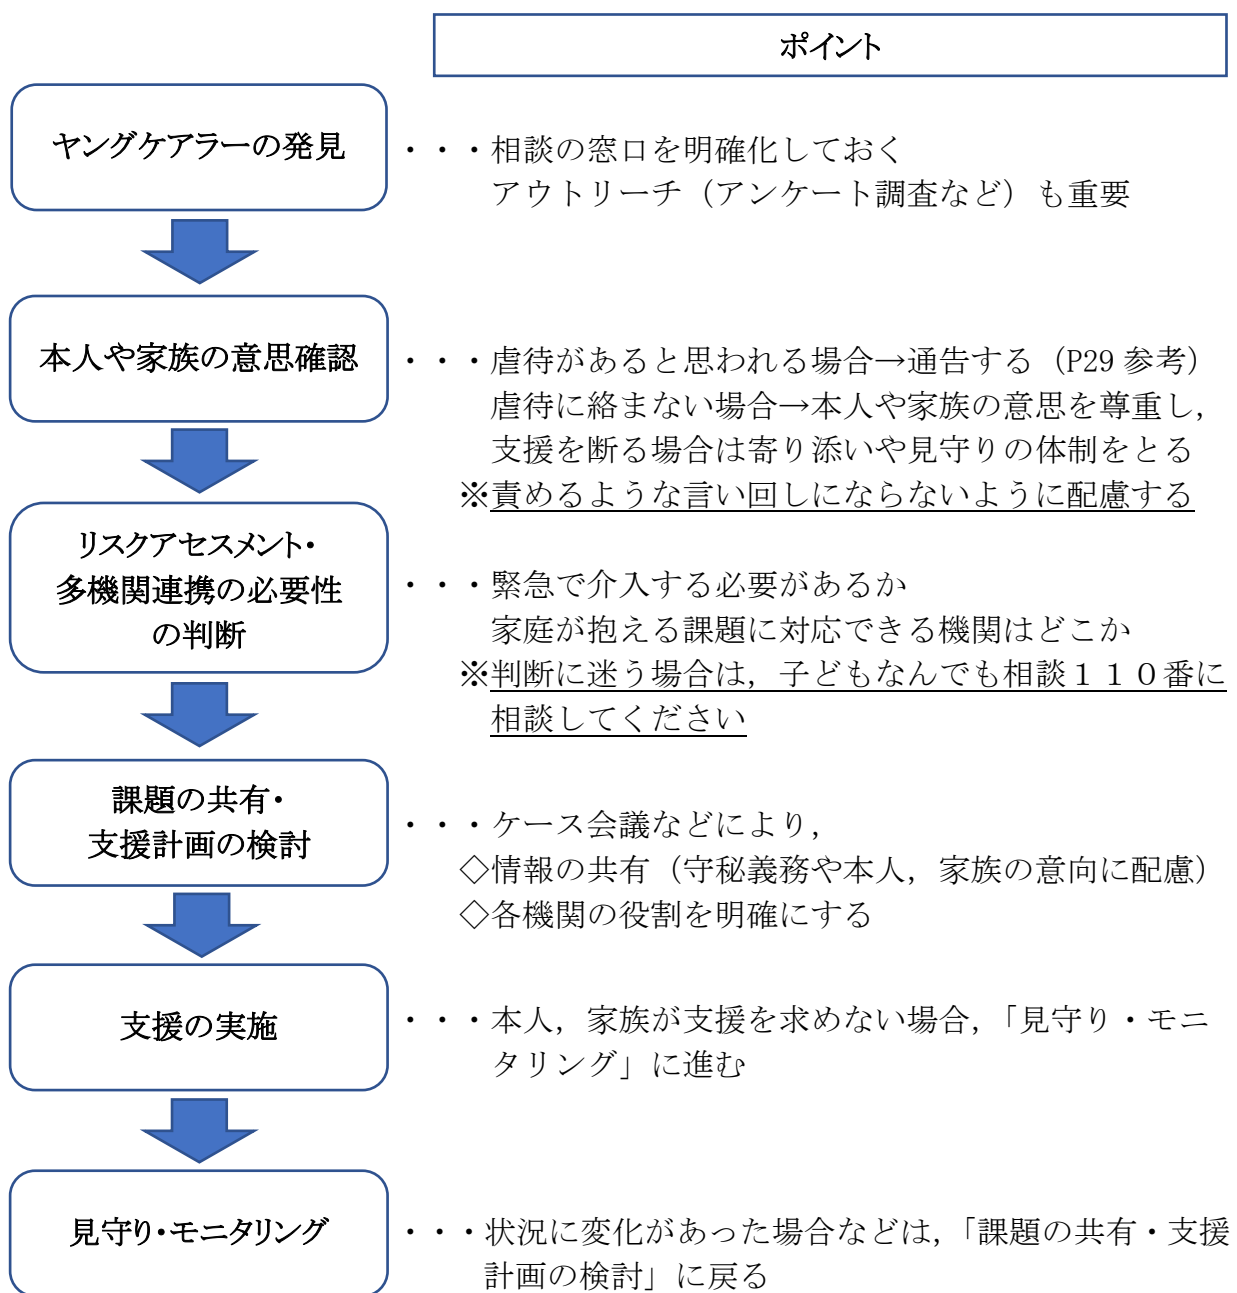 ポイント
ヤングケアラーの発見
・・・相談の窓口を明確化しておく
アウトリーチ（アンケート調査など）も重要
本人や家族の意思確認
・・・虐待があると思われる場合→通告する（P29 参考）
虐待に絡まない場合→本人や家族の意思を尊重し，
支援を断る場合は寄り添いや見守りの体制をとる
※責めるような言い回しにならないように配慮する
リスクアセスメント・
多機関連携の必要性
の判断
・・・緊急で介入する必要があるか
家庭が抱える課題に対応できる機関はどこか
※判断に迷う場合は，子どもなんでも相談１１０番に
相談してください
課題の共有・
支援計画の検討
・・・ケース会議などにより，
◇情報の共有（守秘義務や本人，家族の意向に配慮）
◇各機関の役割を明確にする
支援の実施
・・・本人，家族が支援を求めない場合，「見守り・モニ
タリング」に進む
見守り・モニタリング
・・・状況に変化があった場合などは，「課題の共有・支援
計画の検討」に戻る